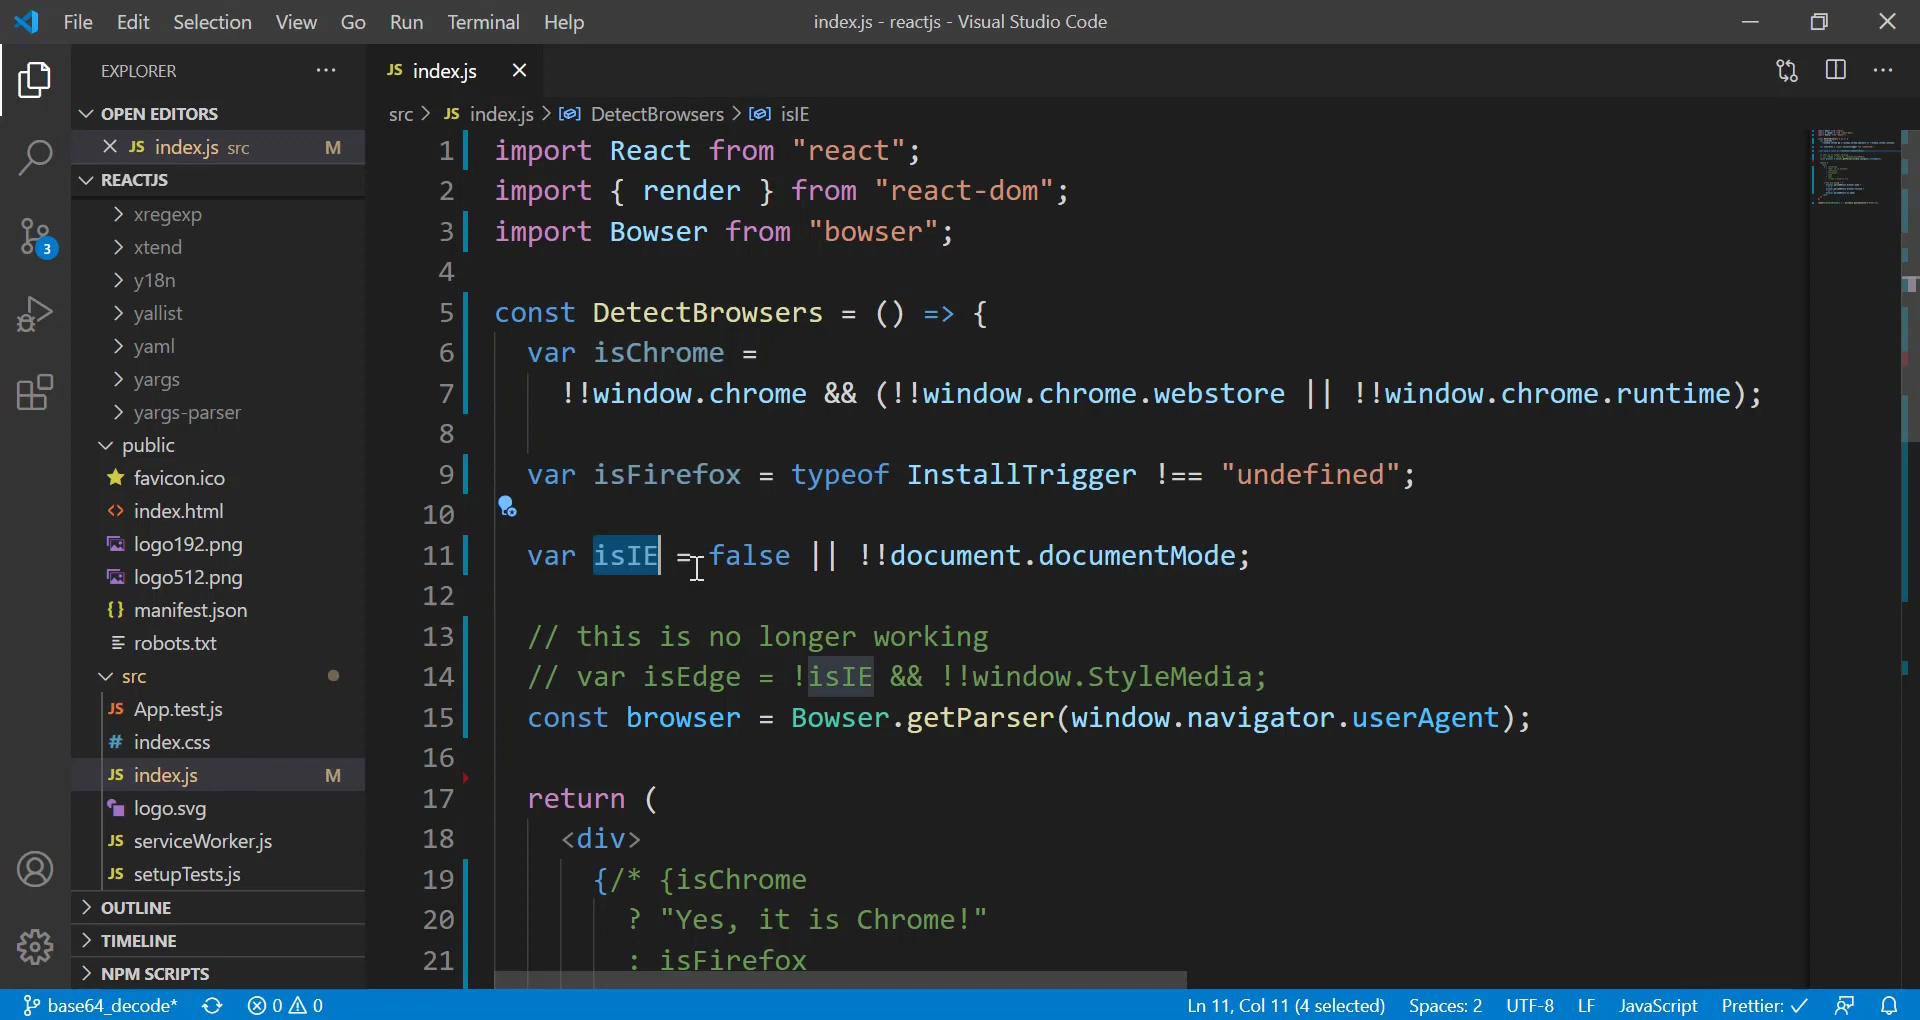 File Edit Selection View Go Run Terminal Help
index.js - reactjs - Visual Studio Code
EXPLORER
OPEN EDITORS
JS index.js src M
REACTJS
xregexp
xtend
y18n
yallist
yaml
yargs
yargs-parser
public
favicon.ico
<> index.html
logo192.png
logo512.png
{} manifest.json
robots.txt
src
JS App.test.js
# index.css
JS index.js M
logo.svg
JS serviceWorker.js
JS setupTests.js
OUTLINE
TIMELINE
NPM SCRIPTS
3
JS index.js
src > JS index.js > DetectBrowsers > isIE
1 import React from "react";
2 import { render } from "react-dom";
3 import Bowser from "bowser";
4
5 const DetectBrowsers = () => {
6 var isChrome =
7 !!window.chrome && (!!window.chrome.webstore || !!window.chrome.runtime);
8
9 var isFirefox = typeof InstallTrigger !== "undefined";
10
11 var isIE = false || !!document.documentMode;
12
13 // this is no longer working
14 // var isEdge = !isIE && !!window.StyleMedia;
15 const browser = Bowser.getParser(window.navigator.userAgent);
16
17 return (
18 <div>
19 {/* {isChrome
20 ? "Yes, it is Chrome!"
21 : isFirefox
base64_decode* 0 0
Ln 11, Col 11 (4 selected) Spaces: 2 UTF-8 LF JavaScript Prettier: ✓